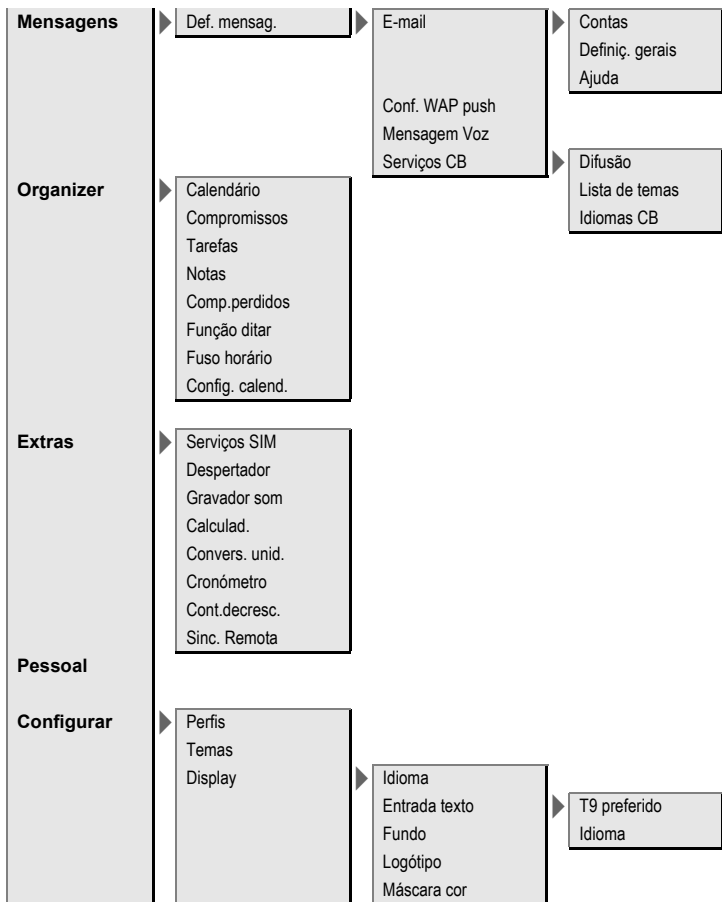 Mensagens Def. mensag. E-mail Contas
Definiç. gerais
Ajuda
Conf. WAP push
Mensagem Voz
Serviços CB Difusão
Organizer Calendário Lista de temas
Compromissos Idiomas CB
Tarefas
Notas
Comp.perdidos
Função ditar
Fuso horário
Config. calend.
Extras Serviços SIM
Despertador
Gravador som
Calculad.
Convers. unid.
Cronómetro
Cont.decresc.
Sinc. Remota
Pessoal
Configurar Perfis
Temas
Display Idioma
Entrada texto T9 preferido
Fundo Idioma
Logótipo
Máscara cor